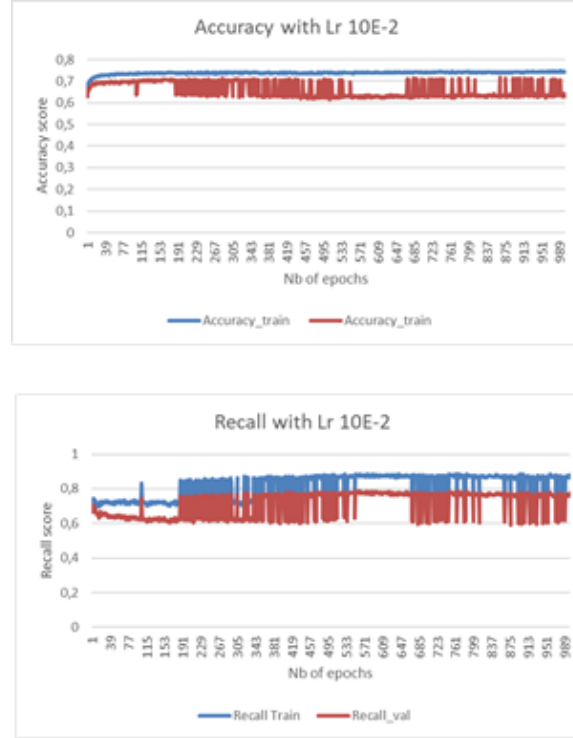 Accuracy with Lr 10E-2
0,8
0,7
0,6
0,5
0,4
0,3
0,2
0,1
0
Accuracy score
1 39 77 115 153 191 229 267 305 343 381 419 457 495 533 571 609 647 685 723 761 799 837 875 913 951 989
Nb of epochs
Accuracy_train Accuracy_train
Recall with Lr 10E-2
1
0,8
0,6
0,4
0,2
0
Recall score
1 39 77 115 153 191 229 267 305 343 381 419 457 495 533 571 609 647 685 723 761 799 837 875 913 951 989
Nb of epochs
Recall Train Recall_val